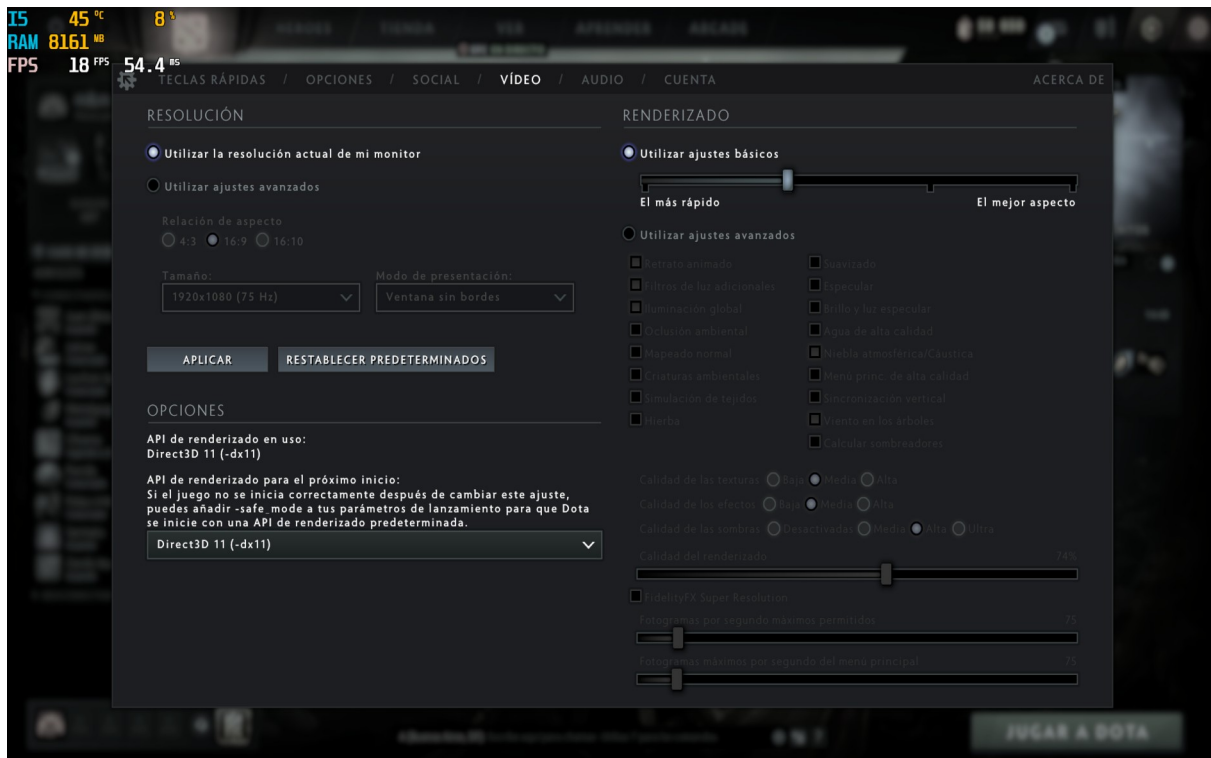 I5 45 °C 8 %
RAM 8161 MB
FPS 18 FPS 54.4 ms
TECLAS RÁPIDAS / OPCIONES / SOCIAL / VÍDEO / AUDIO / CUENTA
ACERCA DE
RESOLUCIÓN
Utilizar la resolución actual de mi monitor
Utilizar ajustes avanzados
Relación de aspecto
4:3 16:9 16:10
Tamaño: Modo de presentación:
1920x1080 (75 Hz) Ventana sin bordes
APLICAR RESTABLECER PREDETERMINADOS
OPCIONES
API de renderizado en uso:
Direct3D 11 (-dx11)
API de renderizado para el próximo inicio:
Si el juego no se inicia correctamente después de cambiar este ajuste,
puedes añadir -safe_mode a tus parámetros de lanzamiento para que Dota
se inicie con una API de renderizado predeterminada.
Direct3D 11 (-dx11)
RENDERIZADO
Utilizar ajustes básicos
El más rápido El mejor aspecto
Utilizar ajustes avanzados
Retrato animado Suavizado
Filtros de luz adicionales Especular
Iluminación global Brillo y luz especular
Oclusión ambiental Agua de alta calidad
Mapeado normal Niebla atmosférica/Cáustica
Criaturas ambientales Menú princ. de alta calidad
Simulación de tejidos Sincronización vertical
Hierba Viento en los árboles
Calcular sombreadores
Calidad de las texturas Baja Media Alta
Calidad de los efectos Baja Media Alta
Calidad de las sombras Desactivadas Media Alta Ultra
Calidad del renderizado 74%
FidelityFX Super Resolution
Fotogramas por segundo máximos permitidos 75
Fotogramas máximos por segundo del menú principal 75
JUGAR A DOTA